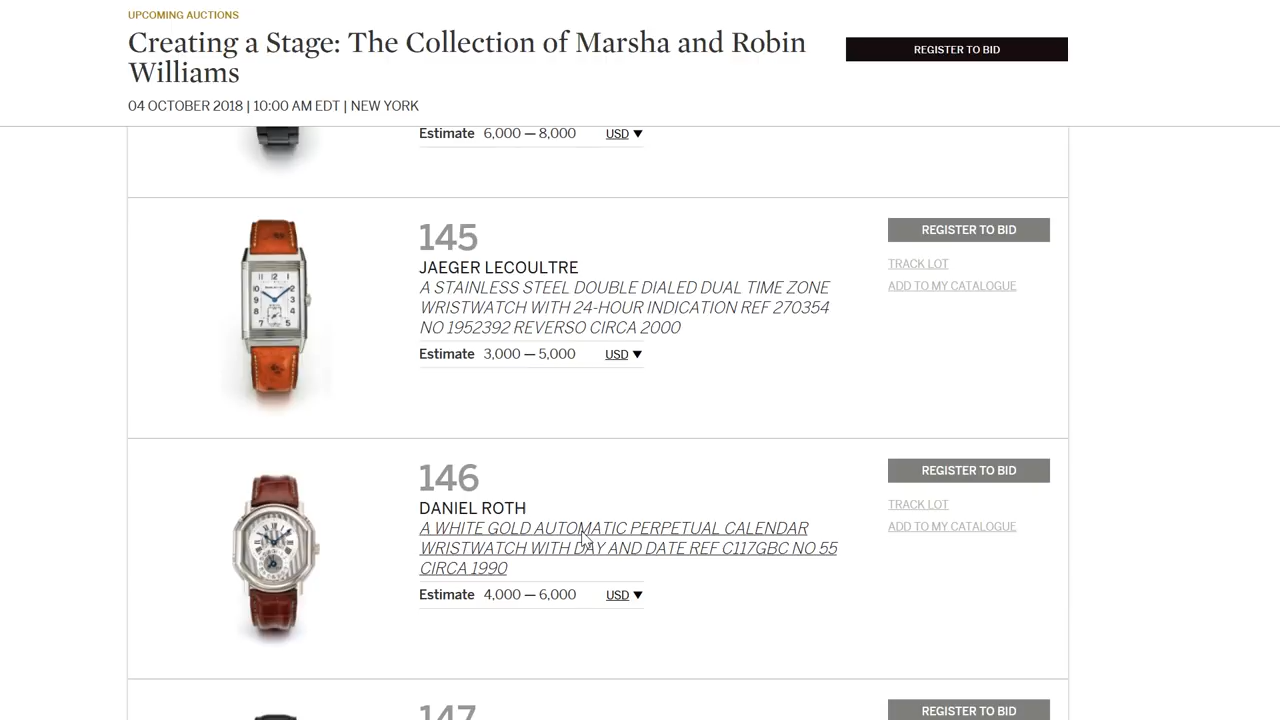 UPCOMING AUCTIONS
Creating a Stage: The Collection of Marsha and Robin
Williams
REGISTER TO BID
04 OCTOBER 2018 | 10:00 AM EDT | NEW YORK
Estimate 6,000 — 8,000 USD ▼
145
REGISTER TO BID
JAEGER LECOULTRE
TRACK LOT
A STAINLESS STEEL DOUBLE DIALED DUAL TIME ZONE
ADD TO MY CATALOGUE
WRISTWATCH WITH 24-HOUR INDICATION REF 270354
NO 1952392 REVERSO CIRCA 2000
Estimate 3,000 — 5,000 USD ▼
146
REGISTER TO BID
DANIEL ROTH
TRACK LOT
A WHITE GOLD AUTOMATIC PERPETUAL CALENDAR
ADD TO MY CATALOGUE
WRISTWATCH WITH DAY AND DATE REF C117GBC NO 55
CIRCA 1990
Estimate 4,000 — 6,000 USD ▼
147
REGISTER TO BID